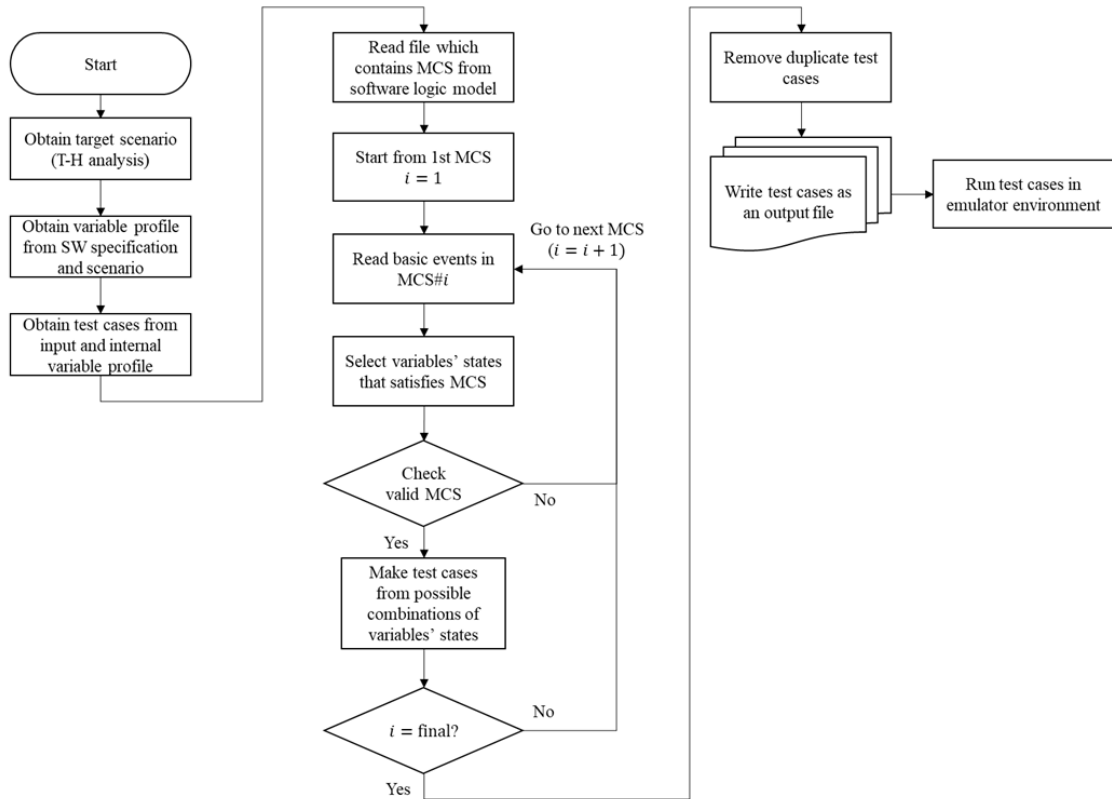 Start
Obtain target scenario
(T-H analysis)
Obtain variable profile
from SW specification
and scenario
Obtain test cases from
input and internal
variable profile
Read file which
contains MCS from
software logic model
Start from 1st MCS
i = 1
Read basic events in
MCS#i
Go to next MCS
(i = i + 1)
Select variables’ states
that satisfies MCS
Check
valid MCS
No
Yes
Make test cases
from possible
combinations of
variables’ states
i = final?
No
Yes
Remove duplicate test
cases
Write test cases as
an output file
Run test cases in
emulator environment